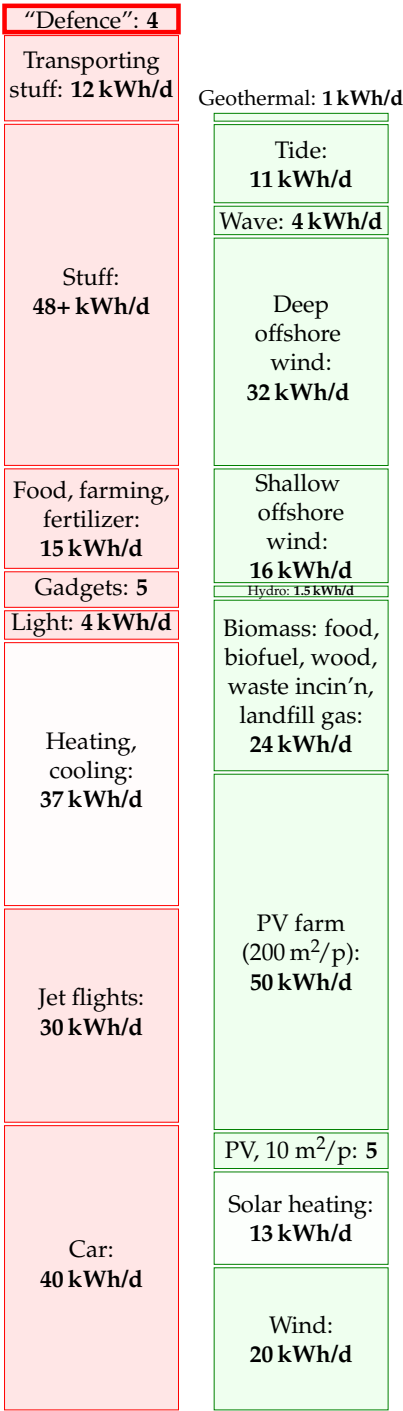 “Defence”: 4
Transporting
stuff: 12 kWh/d
Stuff:
48+ kWh/d
Food, farming,
fertilizer:
15 kWh/d
Gadgets: 5
Light: 4 kWh/d
Heating,
cooling:
37 kWh/d
Jet flights:
30 kWh/d
Car:
40 kWh/d
Geothermal: 1 kWh/d
Tide:
11 kWh/d
Wave: 4 kWh/d
Deep
offshore
wind:
32 kWh/d
Shallow
offshore
wind:
16 kWh/d
Hydro: 1.5 kWh/d
Biomass: food,
biofuel, wood,
waste incin’n,
landfill gas:
24 kWh/d
PV farm
(200 m²/p):
50 kWh/d
PV, 10 m²/p: 5
Solar heating:
13 kWh/d
Wind:
20 kWh/d